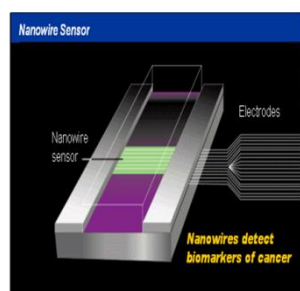 Nanowire Sensor
Electrodes
Nanowire
sensor
Nanowires detect
biomarkers of cancer